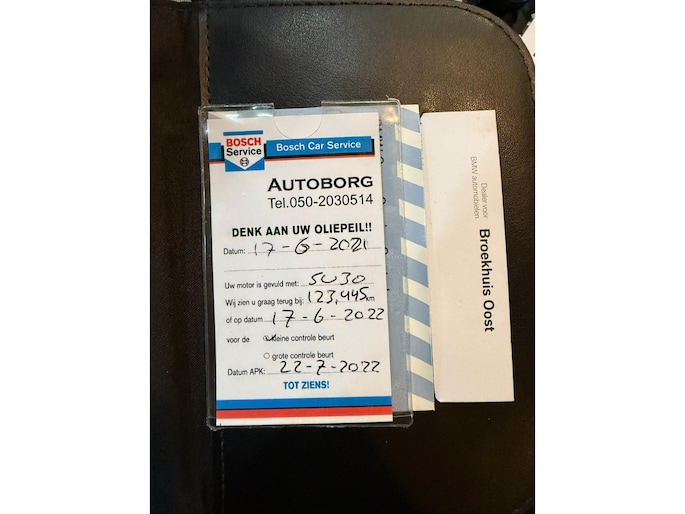 BOSCH
Service
Bosch Car Service
AUTOBORG
Tel.050-2030514
DENK AAN UW OLIEPEIL!!
Datum: 17-6-2021
Uw motor is gevuld met: 5W30
Wij zien u graag terug bij: 123,445 km
of op datum 17-6-2022
voor de kleine controle beurt
grote controle beurt
Datum APK: 22-7-2022
TOT ZIENS!
Dealer voor
BMW automobielen
Broekhuis Oost